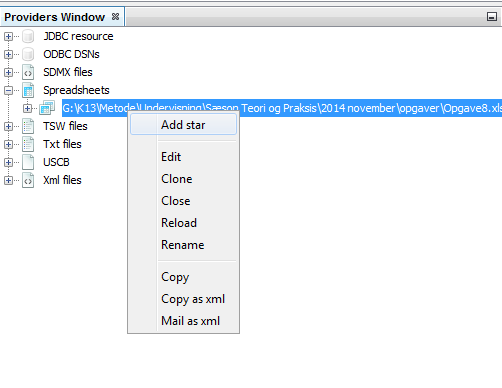 Providers Window
JDBC resource
ODBC DSNs
SDMX files
Spreadsheets
G:\K13\Metode\Undervisning\Sæson Teori og Praksis\2014 november\opgaver\Opgave8.xls
TSW files
Txt files
USCB
Xml files
Add star
Edit
Clone
Close
Reload
Rename
Copy
Copy as xml
Mail as xml